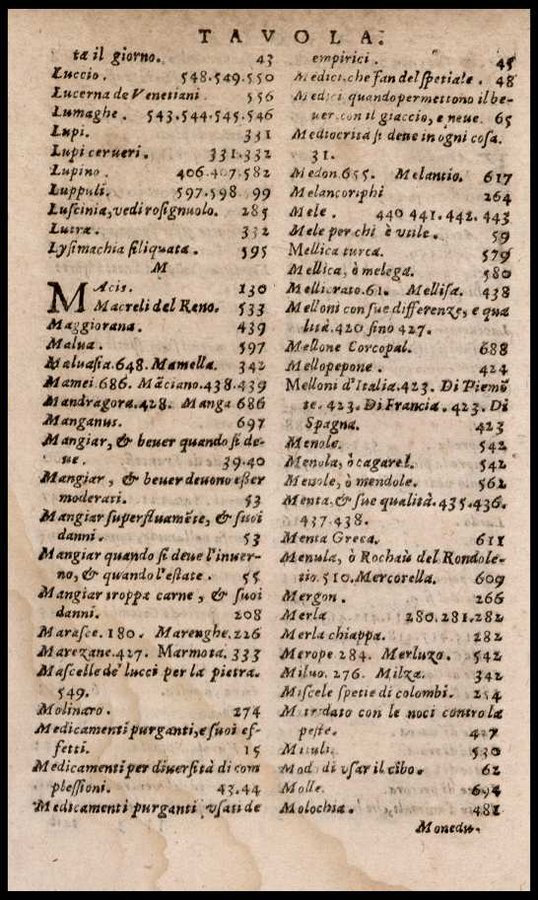 TAVOLA.
ta il giorno. 43
Luccio. 548.549.550
Lucerna de Venetiani 556
Lumaghe. 543.544.545.546
Lupi. 331
Lupi cerueri. 331.332
Lupino. 406.407.582
Luppuli. 597.598. 99
Luscinia, vedi rosignuolo. 285
Lutra. 332
Lysimachia siliquata. 595
M
MAcis. 130
Macreli del Reno. 533
Maggiorana. 439
Malua. 597
Maluasia.648. Mamella. 342
Mamei.686. Mãciano.438.439
Mandragora.428. Manga 686
Manganus. 697
Mangiar, & beuer quando si de-
ue. 39.40
Mangiar, & beuer deuono esser
moderati. 53
Mangiar superfluamẽte, & suoi
danni. 53
Mangiar quando si deue l'inuer-
no, & quando l'estate. 55
Mangiar troppa carne, & suoi
danni. 208
Marasce. 180. Marenghe.226
Marezane.427. Marmota. 333
Mascelle de' lucci per la pietra.
549.
Molinaro. 274
Medicamenti purganti, e suoi ef-
fetti. 15
Medicamenti per diuersità di com
plessioni. 43.44
Medicamenti purganti vsati de
empirici. 45
Medici, che fan del spetiale. 48
Medici quando permettono il be-
uer con il giaccio, e neue. 65
Mediocrità si deue in ogni cosa.
31.
Medon.655. Melantio. 617
Melancoriphi 264
Mele. 440 441.442.443
Mele per chi è vtile. 59
Mellica turca. 579
Mellica, ò melega. 580
Mellicrato.61. Mellisa. 438
Melloni con sue differenze, e qua
lità.420 sino 427.
Mellone Corcopal. 688
Mellopepone. 424
Melloni d'Italia.423. Di Piemõ
te. 423. Di Francia. 423. Di
Spagna. 423
Menole. 542
Menola, ò cagarel. 542
Meuole, ò mendole. 562
Menta, & sue qualità.435.436.
437.438.
Menta Greca. 611
Menula, ò Rochaù del Rondole-
tio.510.Mercorella. 609
Mergon. 266
Merla 280.281.282
Merla chiappa. 282
Merope 284. Merluzo. 542
Miluo. 276. Milza. 342
Miscele spetie di colombi. 254
Mitridato con le noci contro la
peste. 427
Mituli. 530
Modi di vsar il cibo. 62
Molle. 694
Molochia. 481
Monedu-